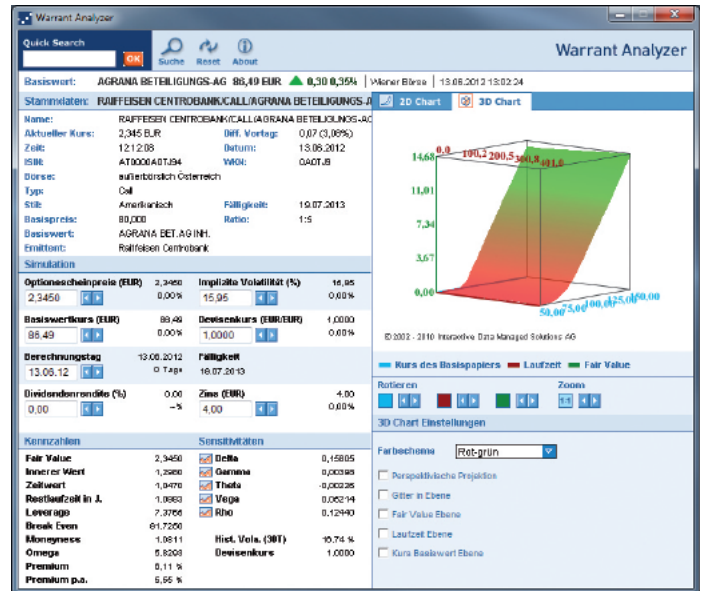 Warrant Analyzer
Quick Search
OK
Suche Reset About
Warrant Analyzer
Basiswert: AGRANA BETEILIGUNGS-AG 86,49 EUR 0,30 0,35% Wiener Börse 13.06.2012 13:02:24
Stammdaten: RAIFFEISEN CENTROBANK/CALL/AGRANA BETEILIGUNGS-A
Name: RAIFFEISEN CENTROBANK/CALL/AGRANA BETEILIGUNGS-AG
Aktueller Kurs: 2,345 EUR Diff. Vortag: 0,07 (3,08%)
Zeit: 12:12:08 Datum: 13.06.2012
ISIN: AT0000A0TJ94 WKN: 0A0TJ9
Börse: außerbörslich Österreich
Typ: Call
Stil: Amerikanisch Fälligkeit: 19.07.2013
Basispreis: 80,000 Ratio: 1:5
Basiswert: AGRANA BET.AG INH.
Emittent: Raiffeisen Centrobank
Simulation
Optionsscheinpreis (EUR) 2,3450 Implizite Volatilität (%) 15,95
2,3450 0,00% 15,95 0,00%
Basiswertkurs (EUR) 86,49 Devisenkurs (EUR/EUR) 1,0000
86,49 0,00% 1,0000 0,00%
Berechnungstag 13.06.2012 Fälligkeit
13.06.12 0 Tage 18.07.2013
Dividendenrendite (%) 0,00 Zins (EUR) 4,00
0,00 -% 4,00 0,00%
Kennzahlen Sensitivitäten
Fair Value 2,3450 Delta 0,15805
Innerer Wert 1,2980 Gamma 0,00395
Zeitwert 1,0470 Theta -0,00226
Restlaufzeit in J. 1,0983 Vega 0,05214
Leverage 7,3766 Rho 0,12440
Break Even 91,7250
Moneyness 1,0811 Hist. Vola. (30T) 16,74 %
Omega 5,8293 Devisenkurs 1,0000
Premium 6,11 %
Premium p.a. 5,55 %
2D Chart 3D Chart
14,68 0,0 100,2 200,5 300,8 401,0
11,01
7,34
3,67
0,00
50,00 75,00 100,00 125,00 150,00
© 2002 - 2010 Interactive Data Managed Solutions AG
Kurs des Basispapiers Laufzeit Fair Value
Rotieren Zoom
1:1
3D Chart Einstellungen
Farbschema Rot-grün
Perspektivische Projektion
Gitter in Ebene
Fair Value Ebene
Laufzeit Ebene
Kurs Basiswert Ebene